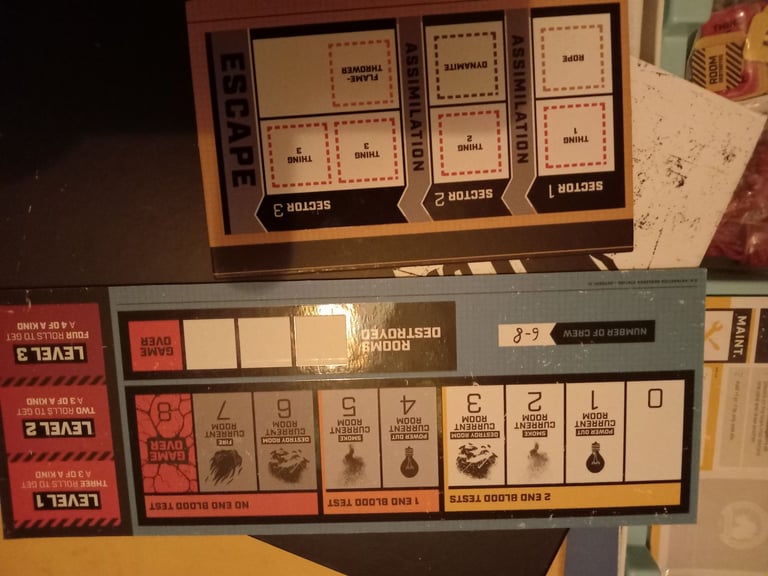 SECTOR 1
THING 1
ROPE
ASSIMILATION
SECTOR 2
THING 2
DYNAMITE
ASSIMILATION
SECTOR 3
THING 3
THING 3
FLAME-
THROWER
ESCAPE
NUMBER OF CREW
6-8
ROOMS
DESTROYED
GAME
OVER
2 END BLOOD TESTS
0
POWER OUT
CURRENT
ROOM
1
SMOKE
CURRENT
ROOM
2
DESTROY ROOM
CURRENT
ROOM
3
1 END BLOOD TEST
POWER OUT
CURRENT
ROOM
4
SMOKE
CURRENT
ROOM
5
NO END BLOOD TEST
DESTROY ROOM
CURRENT
ROOM
6
FIRE
CURRENT
ROOM
7
GAME
OVER
8
LEVEL 1
THREE ROLLS TO GET
A 3 OF A KIND
LEVEL 2
TWO ROLLS TO GET
A 3 OF A KIND
LEVEL 3
FOUR ROLLS TO GET
A 4 OF A KIND
MAINT.
ROOM